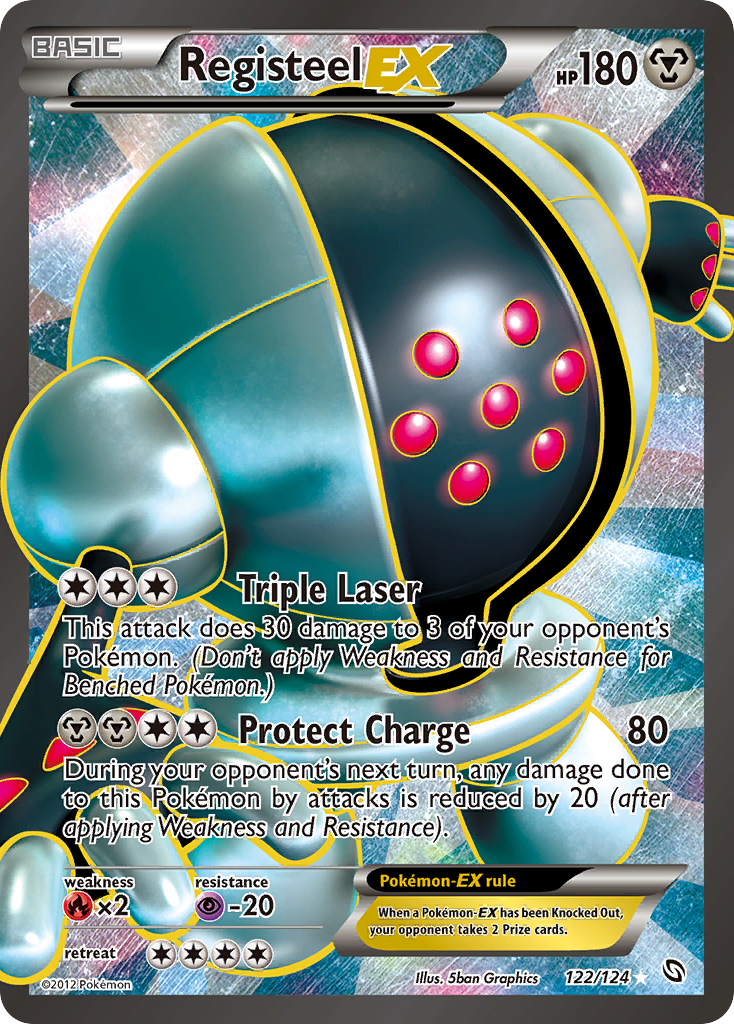 BASIC
Registeel EX
HP 180
Triple Laser
This attack does 30 damage to 3 of your opponent's
Pokémon. (Don't apply Weakness and Resistance for
Benched Pokémon.)
Protect Charge 80
During your opponent's next turn, any damage done
to this Pokémon by attacks is reduced by 20 (after
applying Weakness and Resistance).
weakness resistance
×2 -20
Pokémon-EX rule
When a Pokémon-EX has been Knocked Out,
your opponent takes 2 Prize cards.
retreat
©2012 Pokémon
Illus. 5ban Graphics 122/124